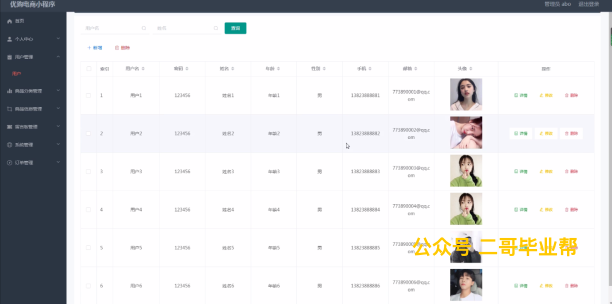 优购电商小程序
管理员 abo 退出登录
首页
个人中心
用户管理
用户
商品分类管理
商品信息管理
系统管理
订单管理
用户名 姓名 查询
+ 新增 删除
索引 用户名 密码 姓名 年龄 性别 手机 邮箱 头像 操作
1 用户1 123456 姓名1 年龄1 男 13823888881 773890001@qq.com 详情 修改 删除
2 用户2 123456 姓名2 年龄2 男 13823888882 773890002@qq.com 详情 修改 删除
3 用户3 123456 姓名3 年龄3 男 13823888883 773890003@qq.com 详情 修改 删除
4 用户4 123456 姓名4 年龄4 男 13823888884 773890004@qq.com 详情 修改 删除
5 用户5 123456 姓名5 年龄5 男 13823888885
6 用户6 123456 姓名6 年龄6 男 13823888886 773890006@qq.com 详情 修改 删除
公众号 二哥毕业帮